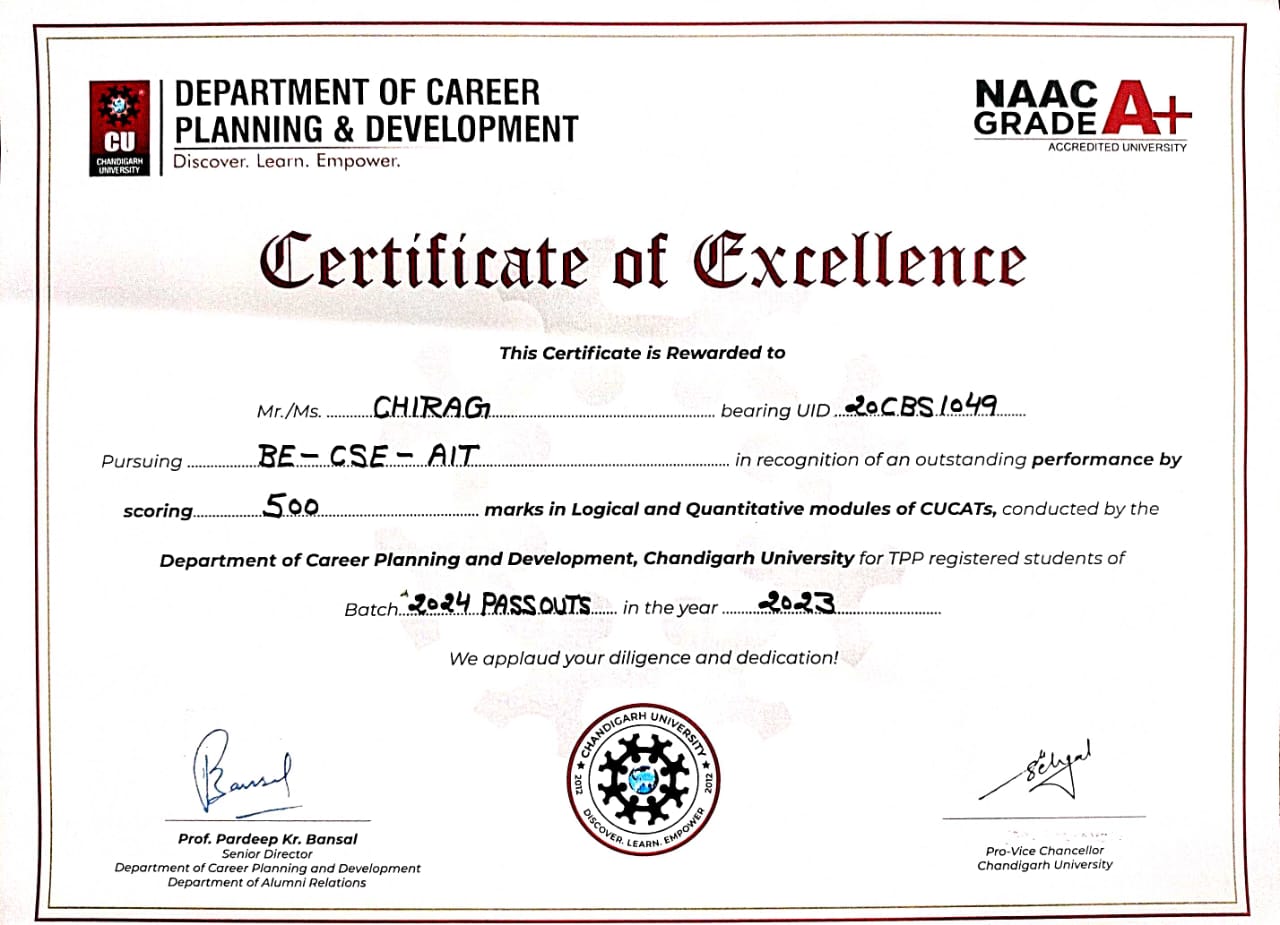 CU
CHANDIGARH
UNIVERSITY
DEPARTMENT OF CAREER
PLANNING & DEVELOPMENT
Discover. Learn. Empower.
NAAC
GRADE A+
ACCREDITED UNIVERSITY
Certificate of Excellence
This Certificate is Rewarded to
Mr./Ms. CHIRAG bearing UID 20CBS1049
Pursuing BE - CSE - AIT in recognition of an outstanding performance by
scoring 500 marks in Logical and Quantitative modules of CUCATs, conducted by the
Department of Career Planning and Development, Chandigarh University for TPP registered students of
Batch 2024 PASSOUTS in the year 2023
We applaud your diligence and dedication!
Bansal
Sehgal
★ CHANDIGARH UNIVERSITY ★
2012 2012
DISCOVER. LEARN. EMPOWER
Prof. Pardeep Kr. Bansal
Senior Director
Department of Career Planning and Development
Department of Alumni Relations
Pro-Vice Chancellor
Chandigarh University